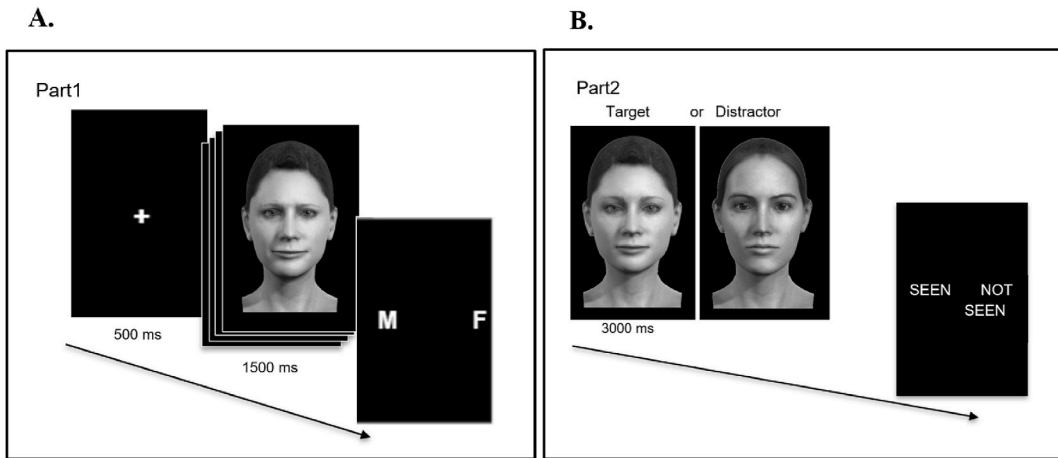 A.
Part1
500 ms
1500 ms
M F
B.
Part2
Target or Distractor
3000 ms
SEEN NOT
SEEN